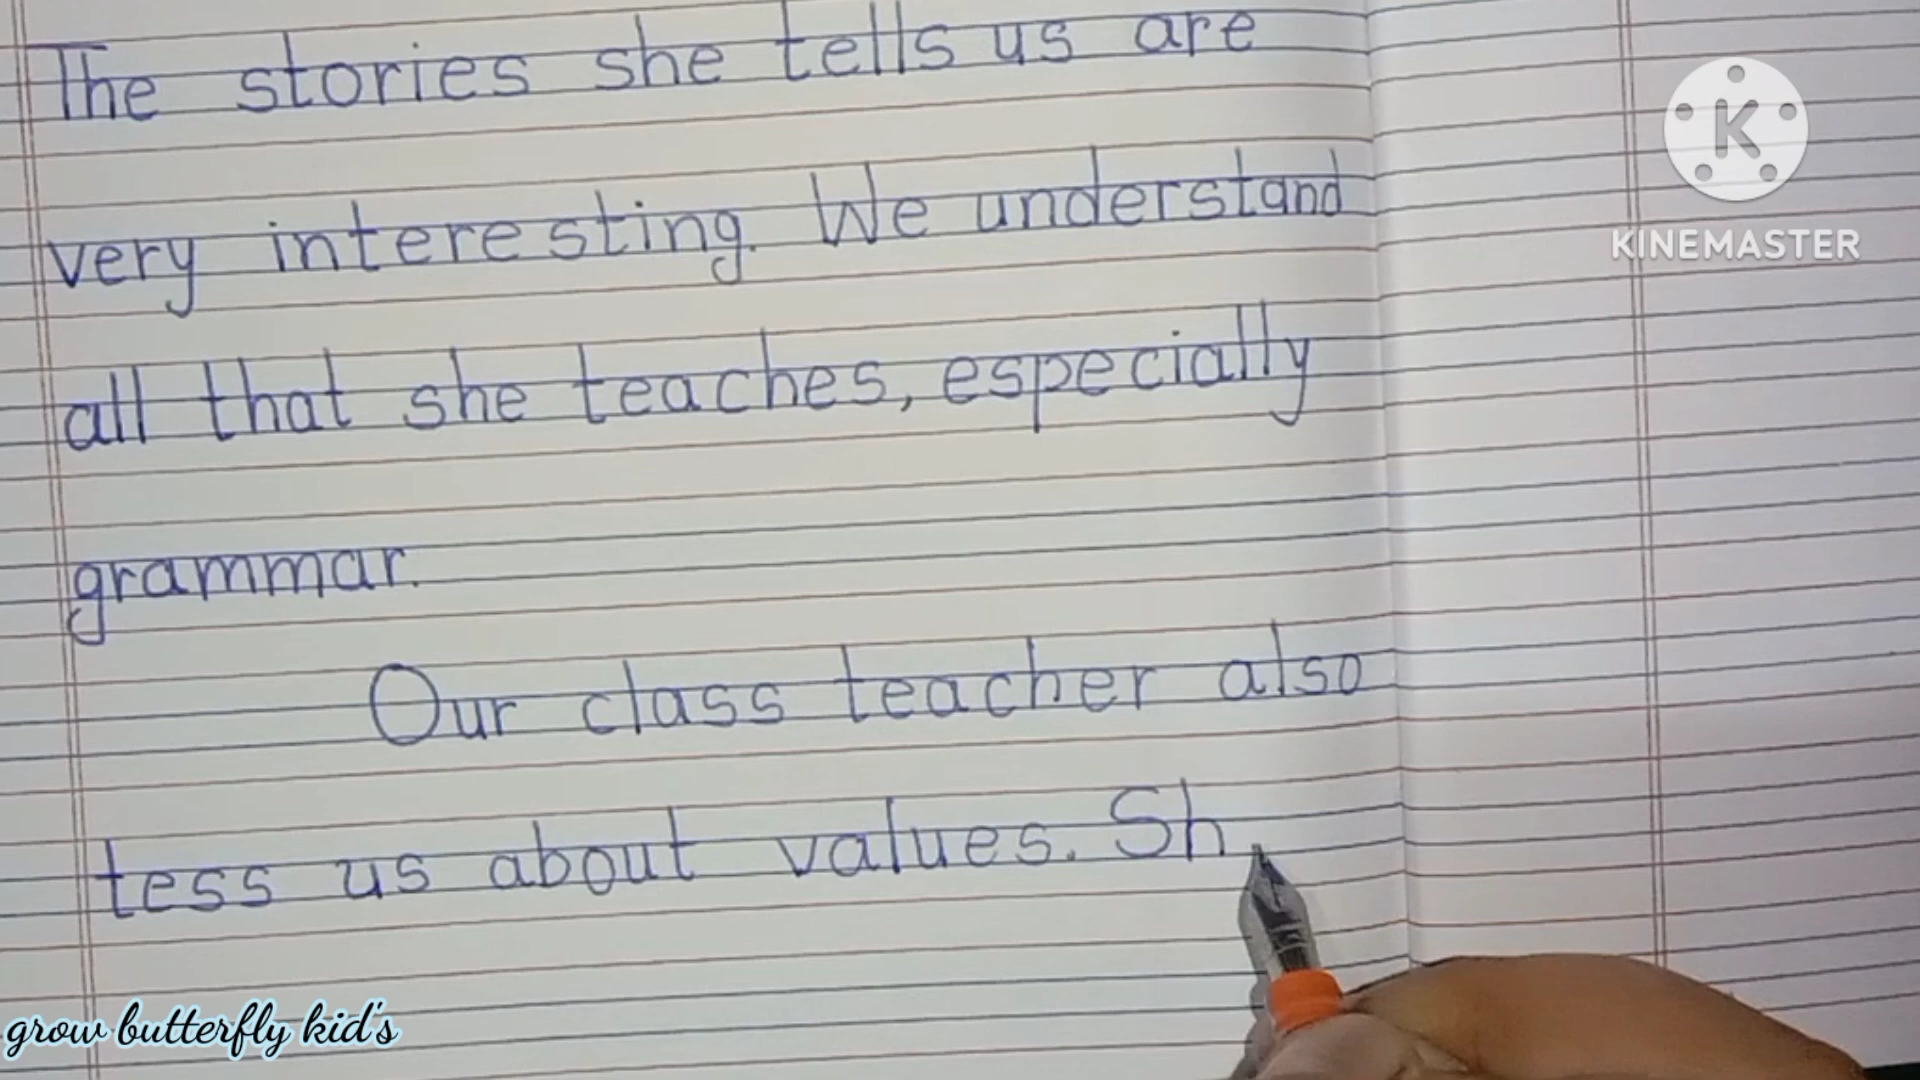 The stories she tells us are
very interesting. We understand
all that she teaches, especially
grammar.
Our class teacher also
tess us about values. Sh
K
KINEMASTER
grow butterfly kid's